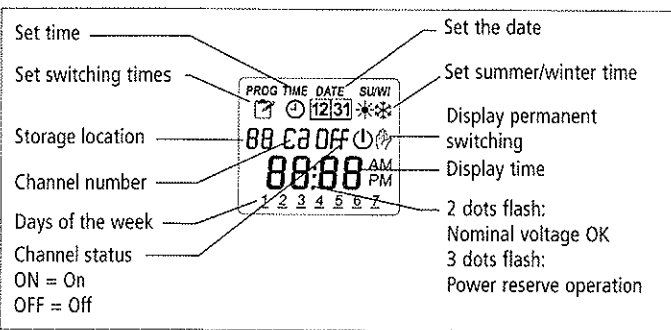 Set time
Set the date
Set switching times
PROG TIME DATE SU/WI
12 31
Set summer/winter time
Display permanent
switching
Storage location
88 C8 OFF
Display time
88:88 AM
PM
Channel number
Days of the week
1 2 3 4 5 6 7
2 dots flash:
Nominal voltage OK
3 dots flash:
Power reserve operation
Channel status
ON = On
OFF = Off